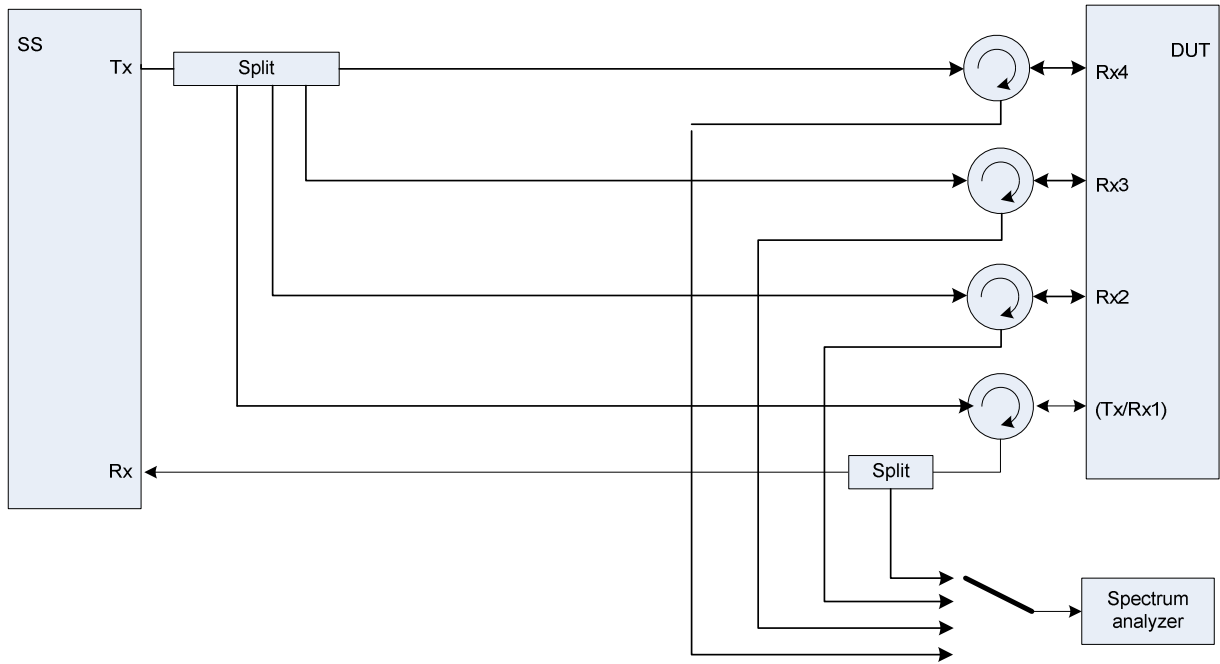 SS
DUT
Tx
Split
Rx4
Rx3
Rx2
(Tx/Rx1)
Rx
Split
Spectrum
analyzer